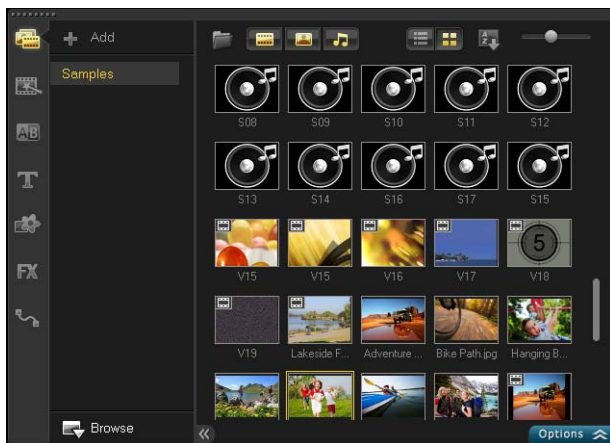 Add
Samples
S08 S09 S10 S11 S12
S13 S14 S16 S17 S15
V15 V15 V16 V17 V18
5
V19 Lakeside F... Adventure ... Bike Path.jpg Hanging B...
AB
T
FX
A
Z
Browse
Options